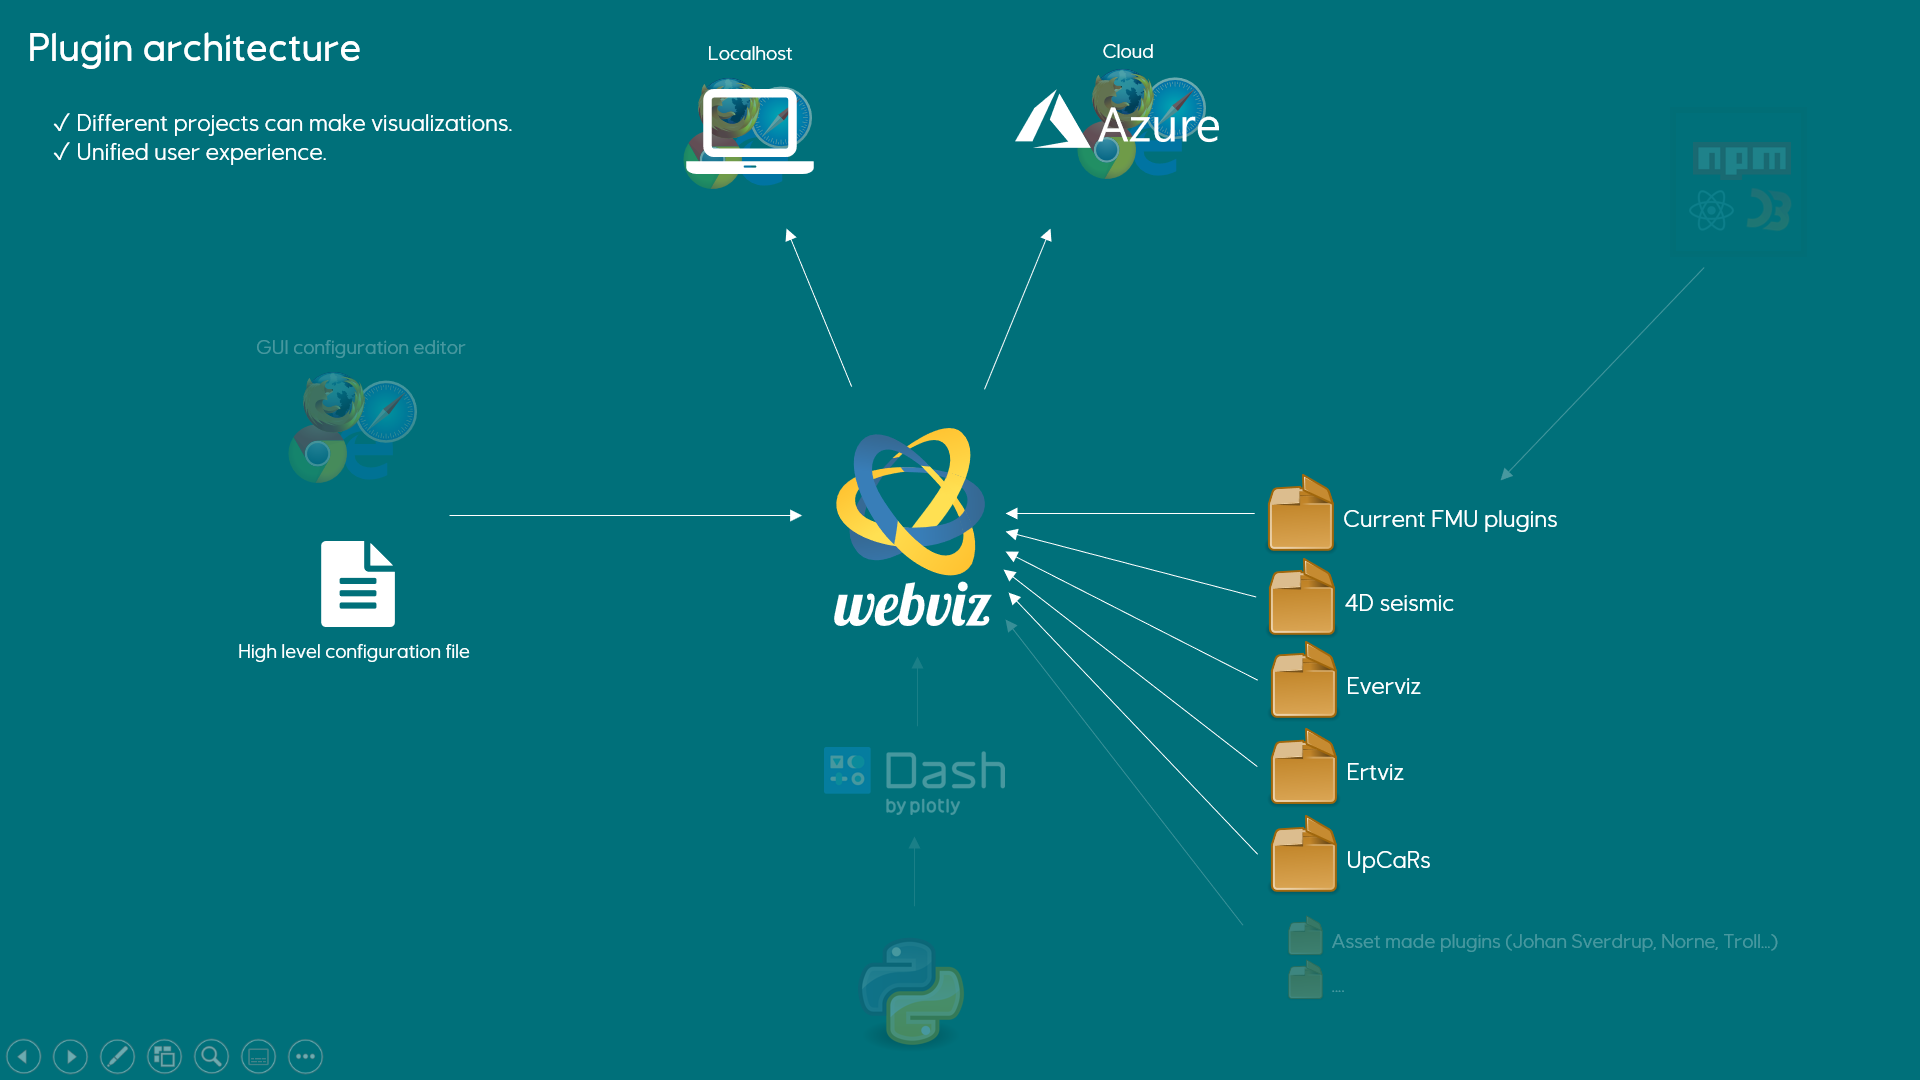 Plugin architecture
✓ Different projects can make visualizations.
✓ Unified user experience.
Localhost
Cloud
Azure
npm
D3
GUI configuration editor
High level configuration file
webviz
Current FMU plugins
4D seismic
Everviz
Ertviz
UpCaRs
Asset made plugins (Johan Sverdrup, Norne, Troll...)
....
Dash
by plotly